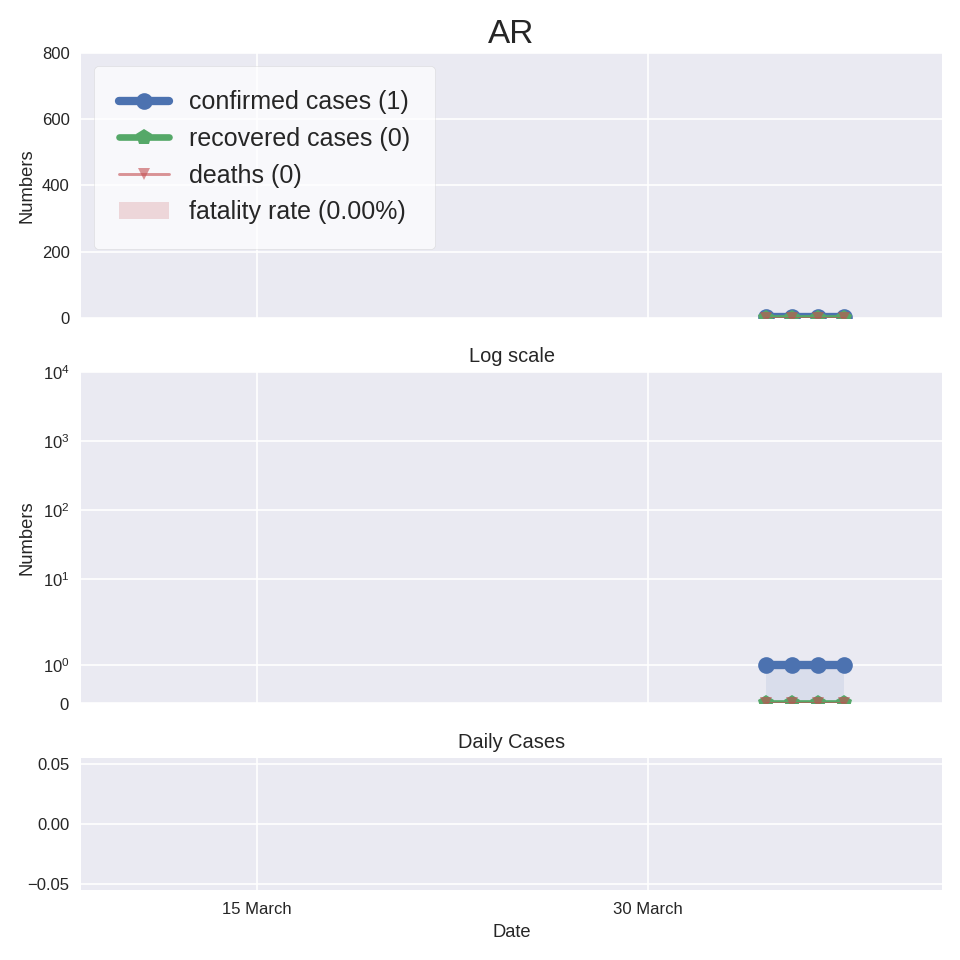 AR
800
600
400
200
0
Numbers
confirmed cases (1)
recovered cases (0)
deaths (0)
fatality rate (0.00%)
Log scale
10⁴
10³
10²
10¹
10⁰
0
Numbers
Daily Cases
0.05
0.00
−0.05
15 March 30 March
Date